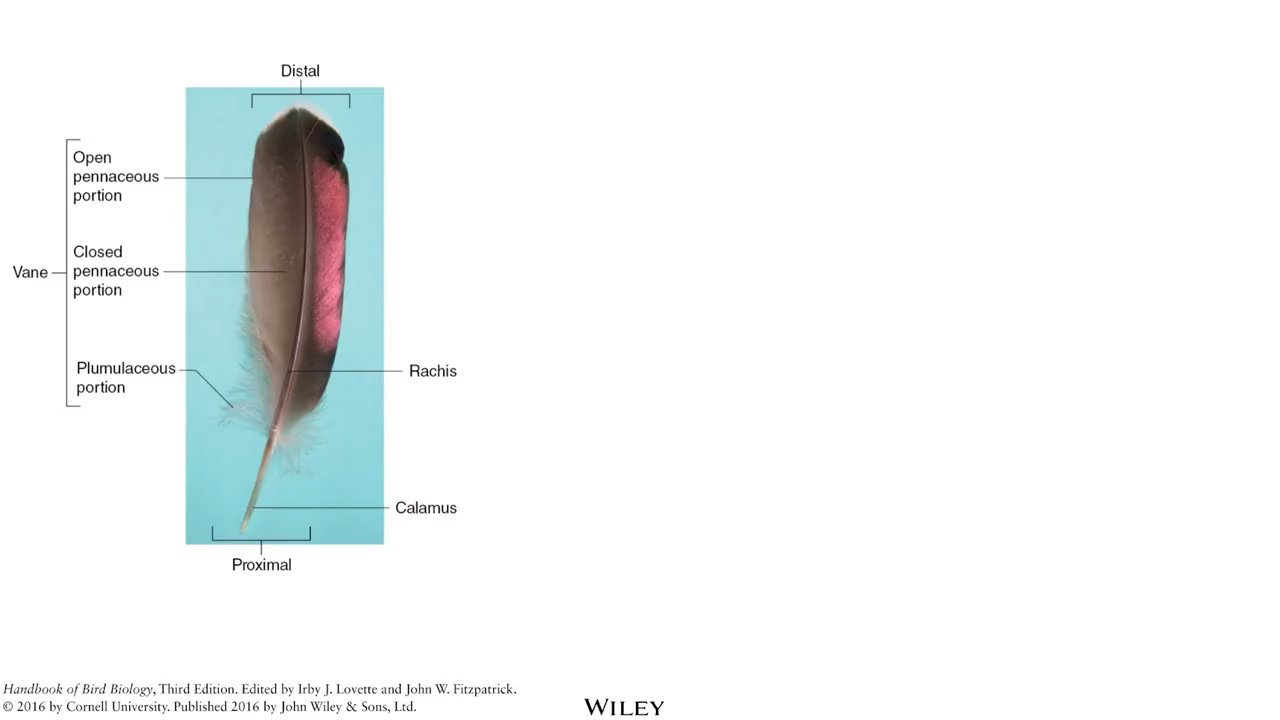 Distal
Open
pennaceous
portion
Closed
pennaceous
portion
Vane
Plumulaceous
portion
Rachis
Calamus
Proximal
Handbook of Bird Biology, Third Edition. Edited by Irby J. Lovette and John W. Fitzpatrick.
© 2016 by Cornell University. Published 2016 by John Wiley & Sons, Ltd.
WILEY